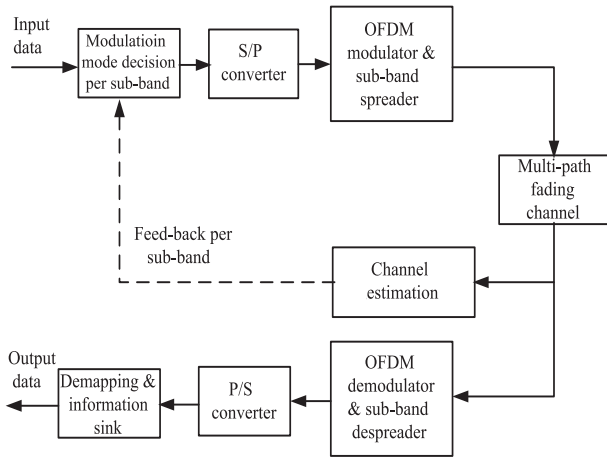 Input
data
Modulatioin
mode decision
per sub-band
S/P
converter
OFDM
modulator &
sub-band
spreader
Multi-path
fading
channel
Feed-back per
sub-band
Channel
estimation
Output
data
Demapping &
information
sink
P/S
converter
OFDM
demodulator
& sub-band
despreader